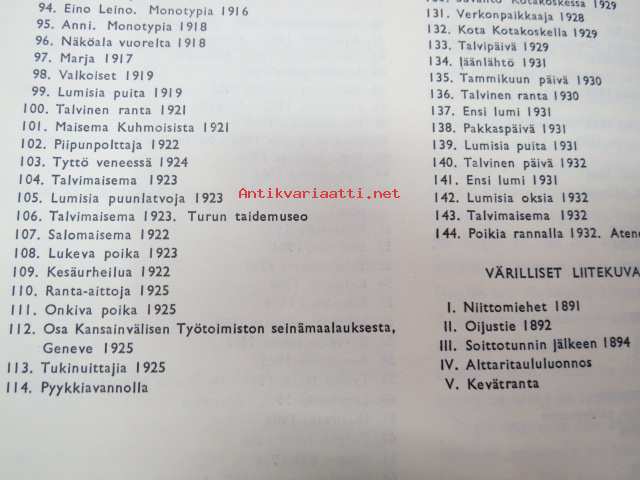 94. Eino Leino. Monotypia 1916
95. Anni. Monotypia 1918
96. Näköala vuorelta 1918
97. Marja 1917
98. Valkoiset 1919
99. Lumisia puita 1919
100. Talvinen ranta 1921
101. Maisema Kuhmoisista 1921
102. Piipunpolttaja 1922
103. Tyttö veneessä 1924
104. Talvimaisema 1923
105. Lumisia puunlatvoja 1923
106. Talvimaisema 1923. Turun taidemuseo
107. Salomaisema 1922
108. Lukeva poika 1923
109. Kesäurheilua 1922
110. Ranta-aittoja 1925
111. Onkiva poika 1925
112. Osa Kansainvälisen Työtoimiston seinämaalauksesta,
Geneve 1925
113. Tukinuittajia 1925
114. Pyykkiavannolla
Kotakoskessa 1929
131. Verkonpaikkaaja 1928
132. Kota Kotakoskella 1929
133. Talvipäivä 1929
134. Jäänlähtö 1931
135. Tammikuun päivä 1930
136. Talvinen ranta 1930
137. Ensi lumi 1931
138. Pakkaspäivä 1931
139. Lumisia puita 1931
140. Talvinen päivä 1932
141. Ensi lumi 1931
142. Lumisia oksia 1932
143. Talvimaisema 1932
144. Poikia rannalla 1932. Aten
VÄRILLISET LIITEKUVA
I. Niittomiehet 1891
II. Oijustie 1892
III. Soittotunnin jälkeen 1894
IV. Alttaritaululuonnos
V. Kevätranta
Antikvariaatti.net